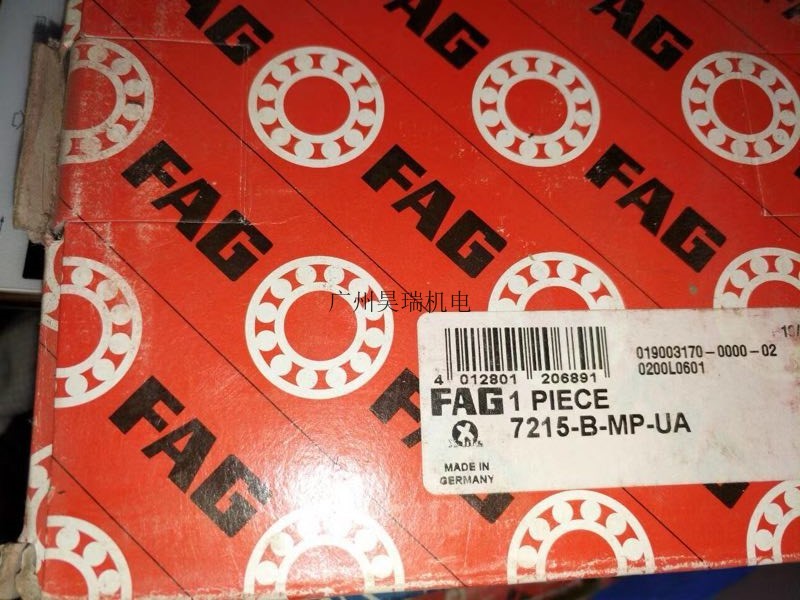 FAG
FAG
FAG
FAG
FAG
FAG
FAG
广州昊瑞机电
4 012801 206891
019003170-0000-02
0200L0601
FAG 1 PIECE
7215-B-MP-UA
MADE IN
GERMANY